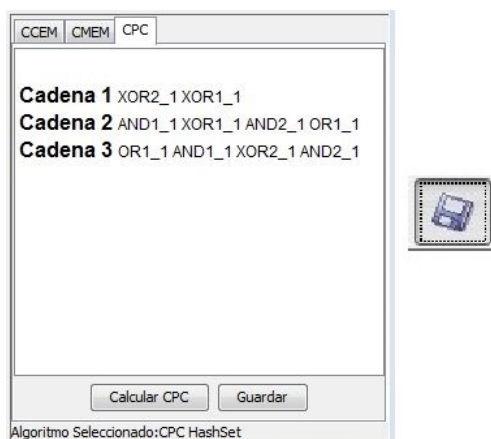 CCEM CMEM CPC
Cadena 1 XOR2_1 XOR1_1
Cadena 2 AND1_1 XOR1_1 AND2_1 OR1_1
Cadena 3 OR1_1 AND1_1 XOR2_1 AND2_1
Calcular CPC Guardar
Algoritmo Seleccionado:CPC HashSet